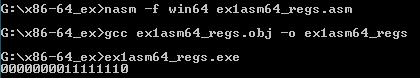 G:\x86-64_ex>nasm -f win64 ex1asm64_regs.asm
G:\x86-64_ex>gcc ex1asm64_regs.obj -o ex1asm64_regs
G:\x86-64_ex>ex1asm64_regs.exe
0000000011111110